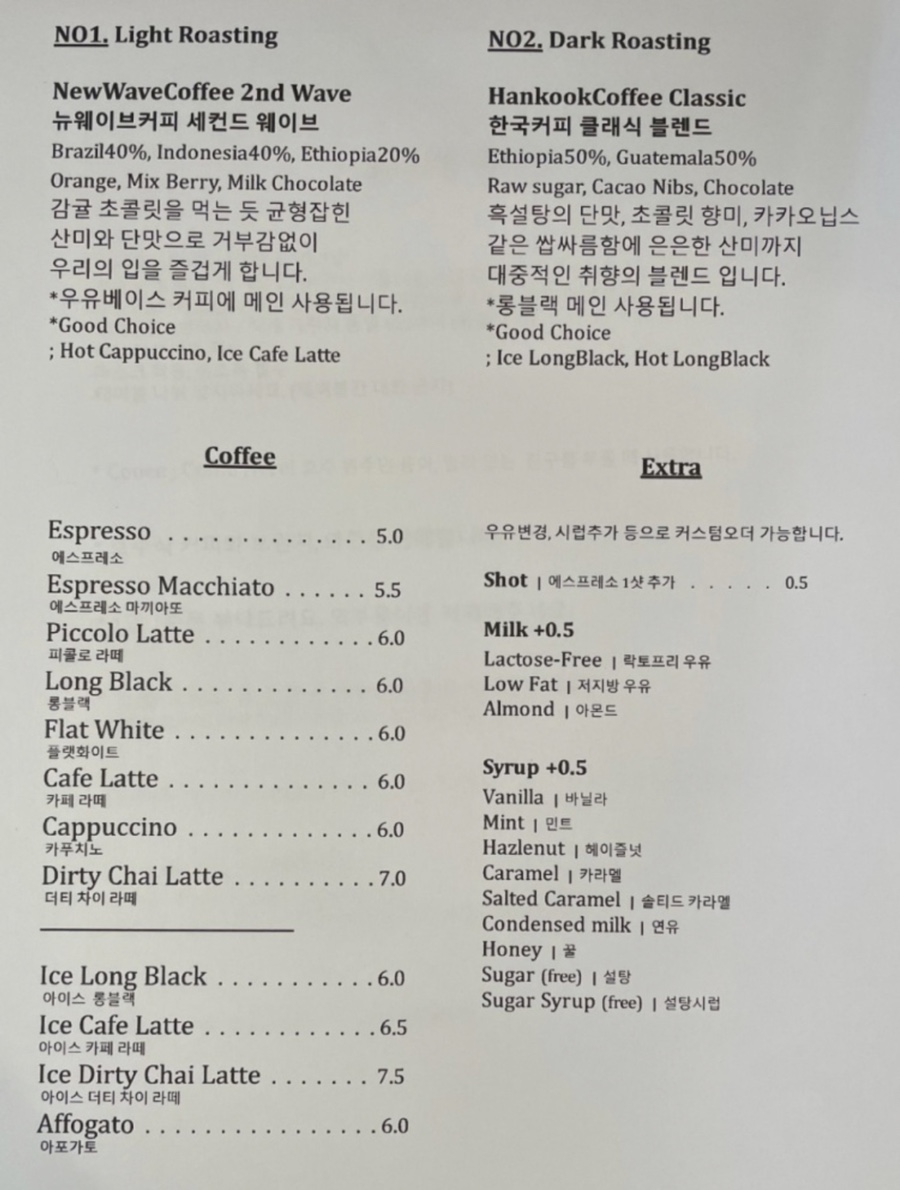 NO1. Light Roasting
NewWaveCoffee 2nd Wave
뉴웨이브커피 세컨드 웨이브
Brazil40%, Indonesia40%, Ethiopia20%
Orange, Mix Berry, Milk Chocolate
감귤 초콜릿을 먹는 듯 균형잡힌
산미와 단맛으로 거부감없이
우리의 입을 즐겁게 합니다.
*우유베이스 커피에 메인 사용됩니다.
*Good Choice
; Hot Cappuccino, Ice Cafe Latte
NO2. Dark Roasting
HankookCoffee Classic
한국커피 클래식 블렌드
Ethiopia50%, Guatemala50%
Raw sugar, Cacao Nibs, Chocolate
흑설탕의 단맛, 초콜릿 향미, 카카오닙스
같은 쌉싸름함에 은은한 산미까지
대중적인 취향의 블렌드 입니다.
*롱블랙 메인 사용됩니다.
*Good Choice
; Ice LongBlack, Hot LongBlack
Coffee
Espresso . . . . . . . . . . . . . . 5.0
에스프레소
Espresso Macchiato . . . . . . 5.5
에스프레소 마끼아또
Piccolo Latte . . . . . . . . . . . . 6.0
피콜로 라떼
Long Black . . . . . . . . . . . . . 6.0
롱블랙
Flat White . . . . . . . . . . . . . . 6.0
플랫화이트
Cafe Latte . . . . . . . . . . . . . . 6.0
카페 라떼
Cappuccino . . . . . . . . . . . . . 6.0
카푸치노
Dirty Chai Latte . . . . . . . . . . 7.0
더티 차이 라떼
Ice Long Black . . . . . . . . . . . 6.0
아이스 롱블랙
Ice Cafe Latte . . . . . . . . . . . . 6.5
아이스 카페 라떼
Ice Dirty Chai Latte . . . . . . . 7.5
아이스 더티 차이 라떼
Affogato . . . . . . . . . . . . . . . . 6.0
아포가토
Extra
우유변경, 시럽추가 등으로 커스텀오더 가능합니다.
Shot | 에스프레소 1샷 추가 . . . . . 0.5
Milk +0.5
Lactose-Free | 락토프리 우유
Low Fat | 저지방 우유
Almond | 아몬드
Syrup +0.5
Vanilla | 바닐라
Mint | 민트
Hazlenut | 헤이즐넛
Caramel | 카라멜
Salted Caramel | 솔티드 카라멜
Condensed milk | 연유
Honey | 꿀
Sugar (free) | 설탕
Sugar Syrup (free) | 설탕시럽